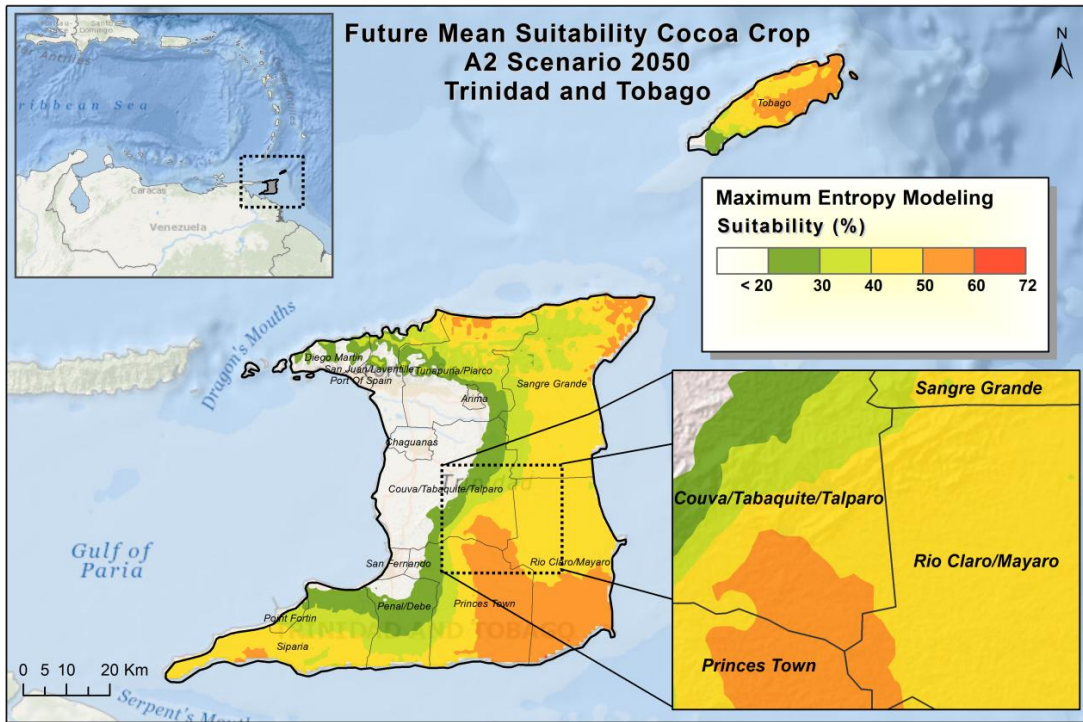 Future Mean Suitability Cocoa Crop
A2 Scenario 2050
Trinidad and Tobago
N
Santo
Domingo
Antilles
ribbean Sea
Caracas
Venezuela
Tobago
Maximum Entropy Modeling
Suitability (%)
< 20 30 40 50 60 72
Dragon's Mouths
Diego Martin
San Juan/Laventille
Tunapuna/Piarco
Port Of Spain
Sangre Grande
Arima
Chaguanas
Couva/Tabaquite/Talparo
Gulf of
Paria
San Fernando
Rio Claro/Mayaro
Penal/Debe
Princes Town
Point Fortin
TRINIDAD AND TOBAGO
Siparia
0 5 10 20 Km
Serpent's Mouth
Sangre Grande
Couva/Tabaquite/Talparo
Rio Claro/Mayaro
Princes Town